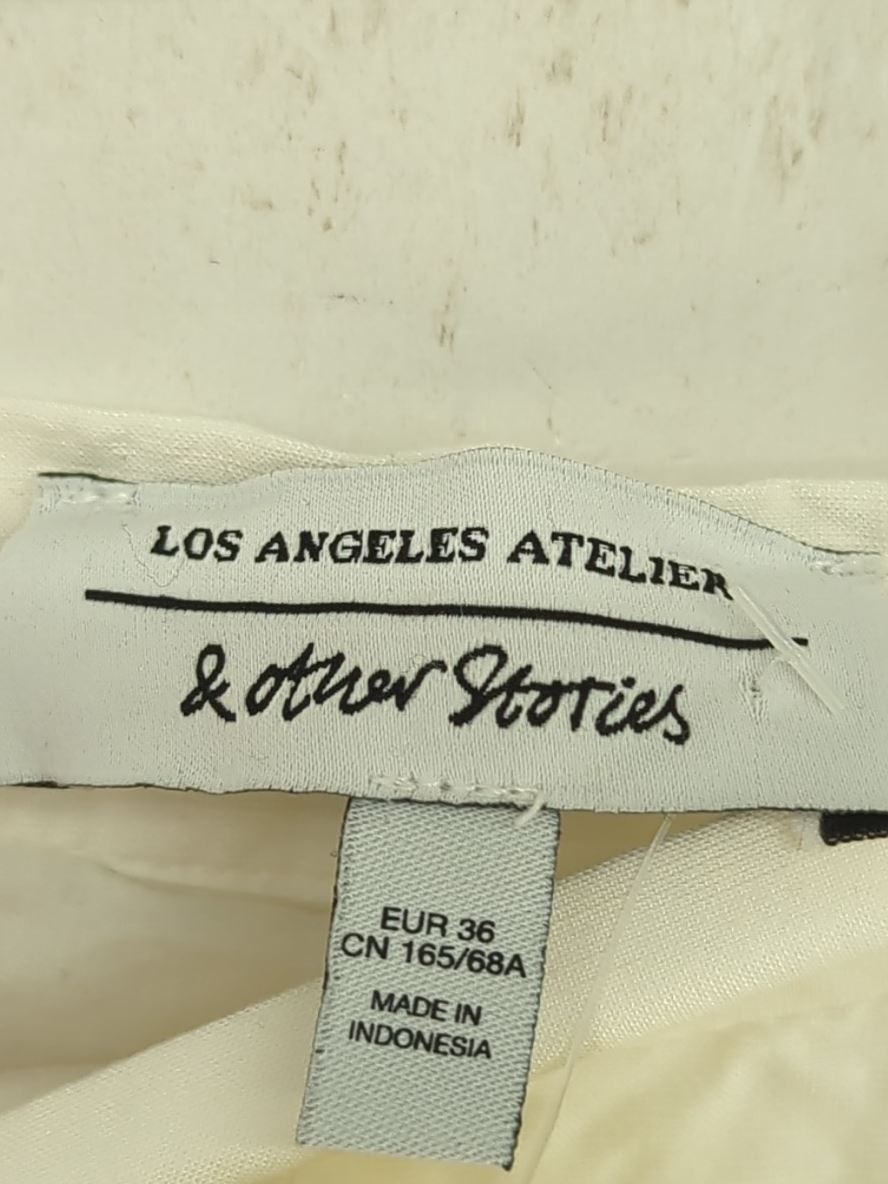 LOS ANGELES ATELIER
& other Stories
EUR 36
CN 165/68A
MADE IN
INDONESIA